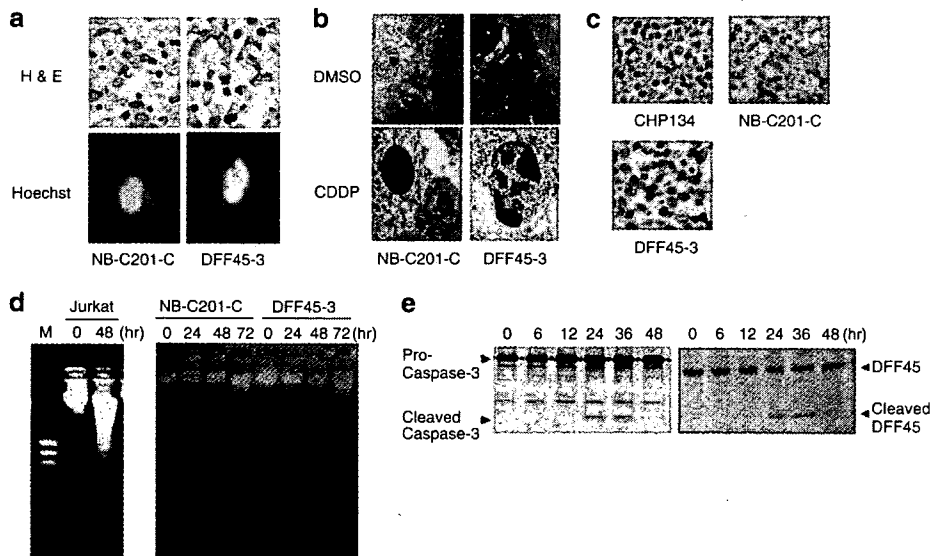 a
H & E
Hoechst
NB-C201-C DFF45-3
b
DMSO
CDDP
NB-C201-C DFF45-3
c
CHP134 NB-C201-C
DFF45-3
d
Jurkat NB-C201-C DFF45-3
M 0 48 (hr) 0 24 48 72 0 24 48 72 (hr)
e
0 6 12 24 36 48 0 6 12 24 36 48 (hr)
Pro-
Caspase-3
Cleaved
Caspase-3
DFF45
Cleaved
DFF45